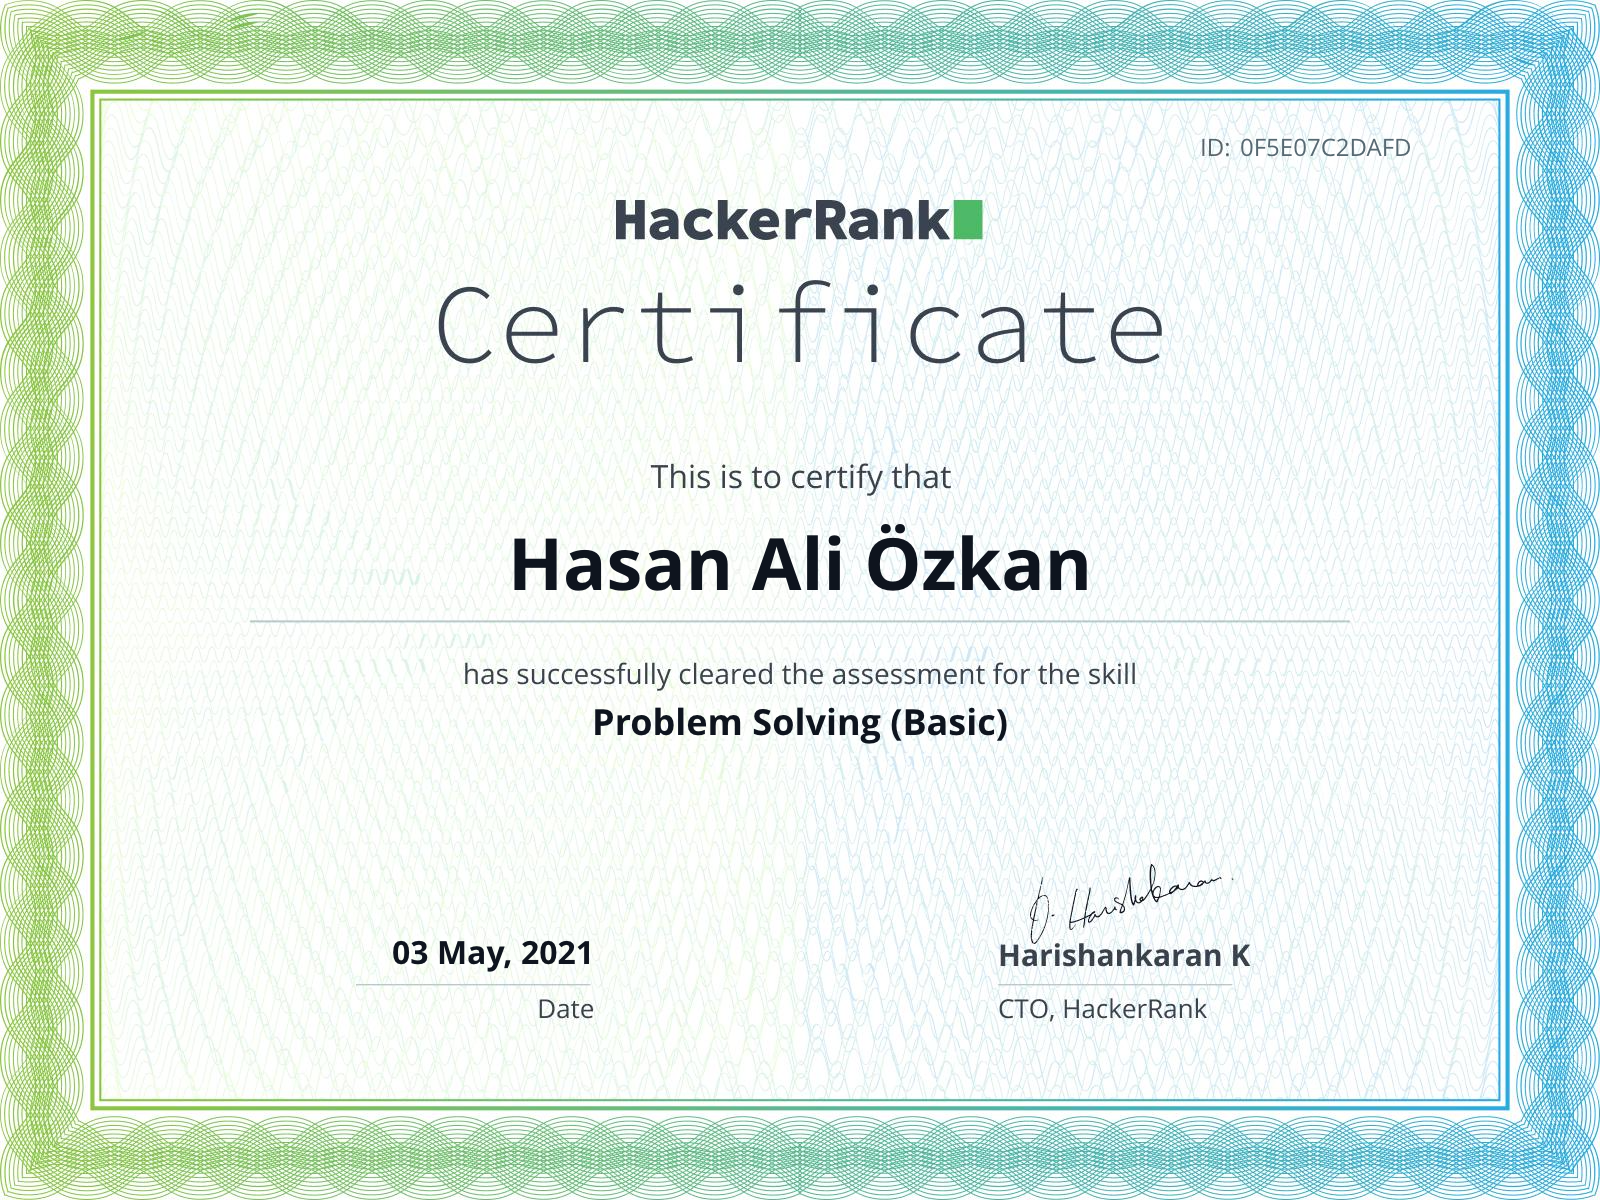 ID: 0F5E07C2DAFD
HackerRank
Certificate
This is to certify that
Hasan Ali Özkan
has successfully cleared the assessment for the skill
Problem Solving (Basic)
03 May, 2021
Date
Harishankaran K
CTO, HackerRank